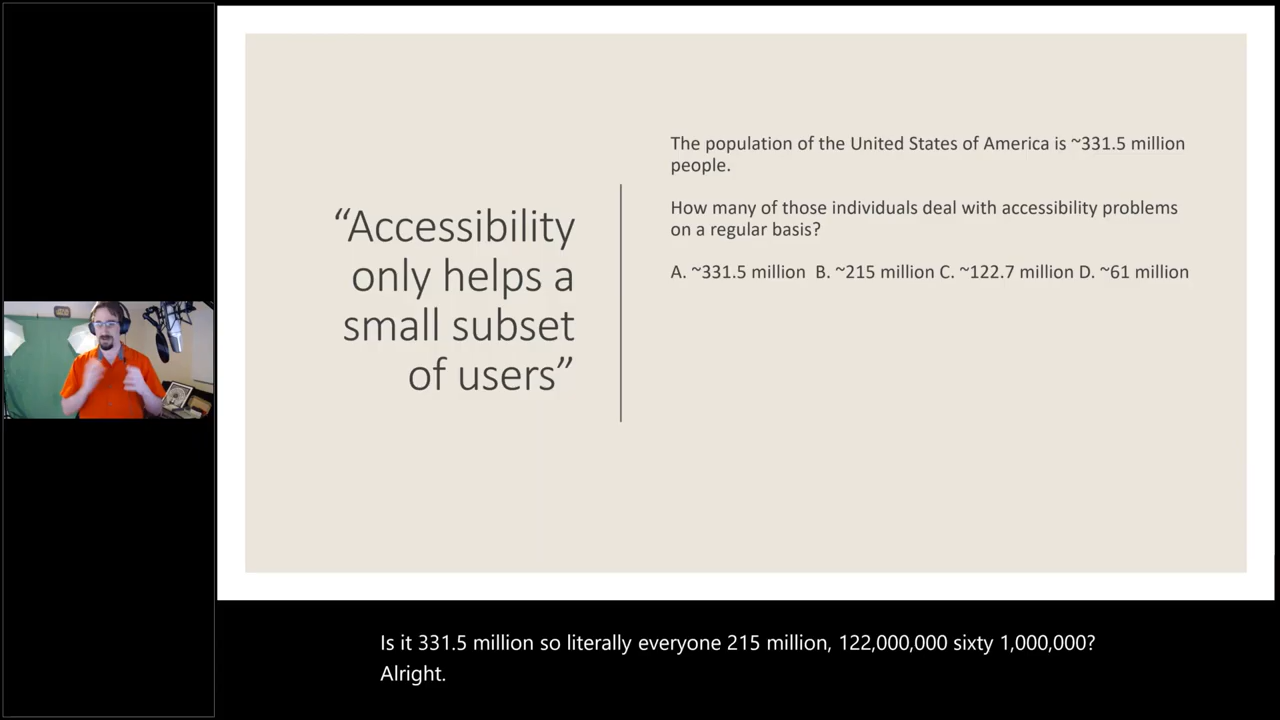 “Accessibility
only helps a
small subset
of users”
The population of the United States of America is ~331.5 million
people.
How many of those individuals deal with accessibility problems
on a regular basis?
A. ~331.5 million  B. ~215 million C. ~122.7 million D. ~61 million
Is it 331.5 million so literally everyone 215 million, 122,000,000 sixty 1,000,000?
Alright.